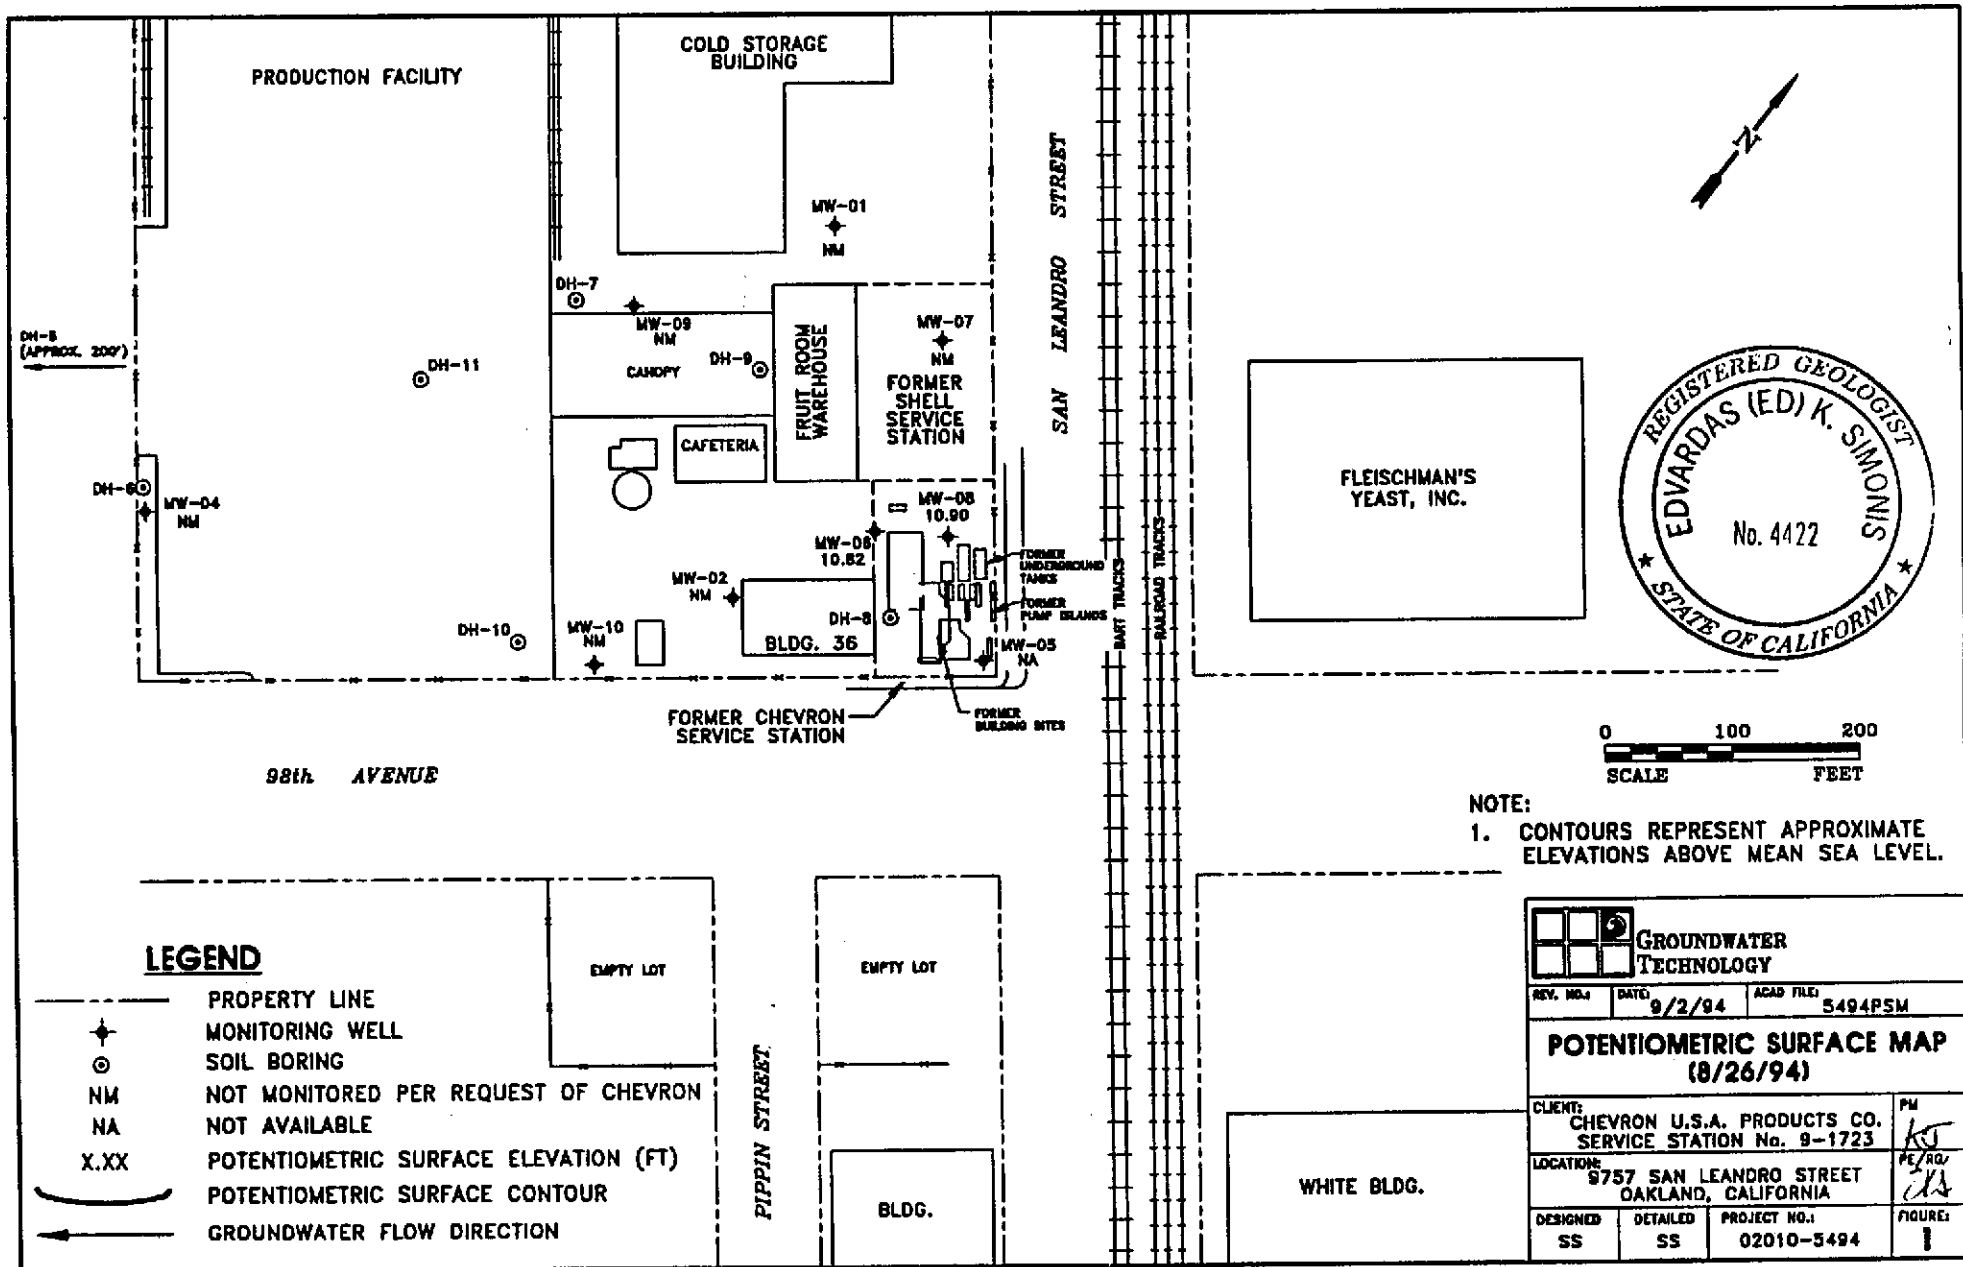 PRODUCTION FACILITY
COLD STORAGE
BUILDING
SAN LEANDRO STREET
N
MW-01
NM
DH-7
MW-09
NM
CANOPY
DH-9
FRUIT ROOM
WAREHOUSE
MW-07
NM
FORMER
SHELL
SERVICE
STATION
DH-5
(APPROX. 200')
DH-11
CAFETERIA
DH-6
MW-04
NM
MW-08
10.90
MW-06
10.82
FORMER
UNDERGROUND
TANKS
FORMER
PUMP ISLANDS
MW-02
NM
DH-8
BLDG. 36
DH-10
MW-10
NM
MW-05
NA
BART TRACKS
RAILROAD TRACKS
FLEISCHMAN'S
YEAST, INC.
REGISTERED GEOLOGIST
EDVARDAS (ED) K. SIMONIS
No. 4422
STATE OF CALIFORNIA
FORMER CHEVRON
SERVICE STATION
FORMER
BUILDING SITES
98th AVENUE
0 100 200
SCALE FEET
NOTE:
1. CONTOURS REPRESENT APPROXIMATE
ELEVATIONS ABOVE MEAN SEA LEVEL.
EMPTY LOT
EMPTY LOT
PIPPIN STREET
BLDG.
WHITE BLDG.
LEGEND
PROPERTY LINE
MONITORING WELL
SOIL BORING
NM NOT MONITORED PER REQUEST OF CHEVRON
NA NOT AVAILABLE
X.XX POTENTIOMETRIC SURFACE ELEVATION (FT)
POTENTIOMETRIC SURFACE CONTOUR
GROUNDWATER FLOW DIRECTION
GROUNDWATER
TECHNOLOGY
REV. NO.: DATE: 9/2/94 ACAD FILE: 5494PSM
POTENTIOMETRIC SURFACE MAP
(8/26/94)
CLIENT: CHEVRON U.S.A. PRODUCTS CO.
SERVICE STATION No. 9-1723
PM
KJ
LOCATION: 9757 SAN LEANDRO STREET
OAKLAND, CALIFORNIA
PE/RG
DESIGNED SS
DETAILED SS
PROJECT NO.: 02010-5494
FIGURE: 1